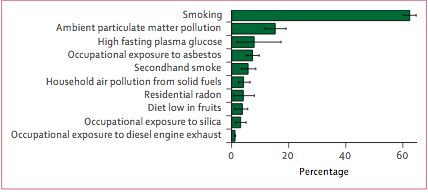 Smoking
Ambient particulate matter pollution
High fasting plasma glucose
Occupational exposure to asbestos
Secondhand smoke
Household air pollution from solid fuels
Residential radon
Diet low in fruits
Occupational exposure to silica
Occupational exposure to diesel engine exhaust
0 20 40 60
Percentage